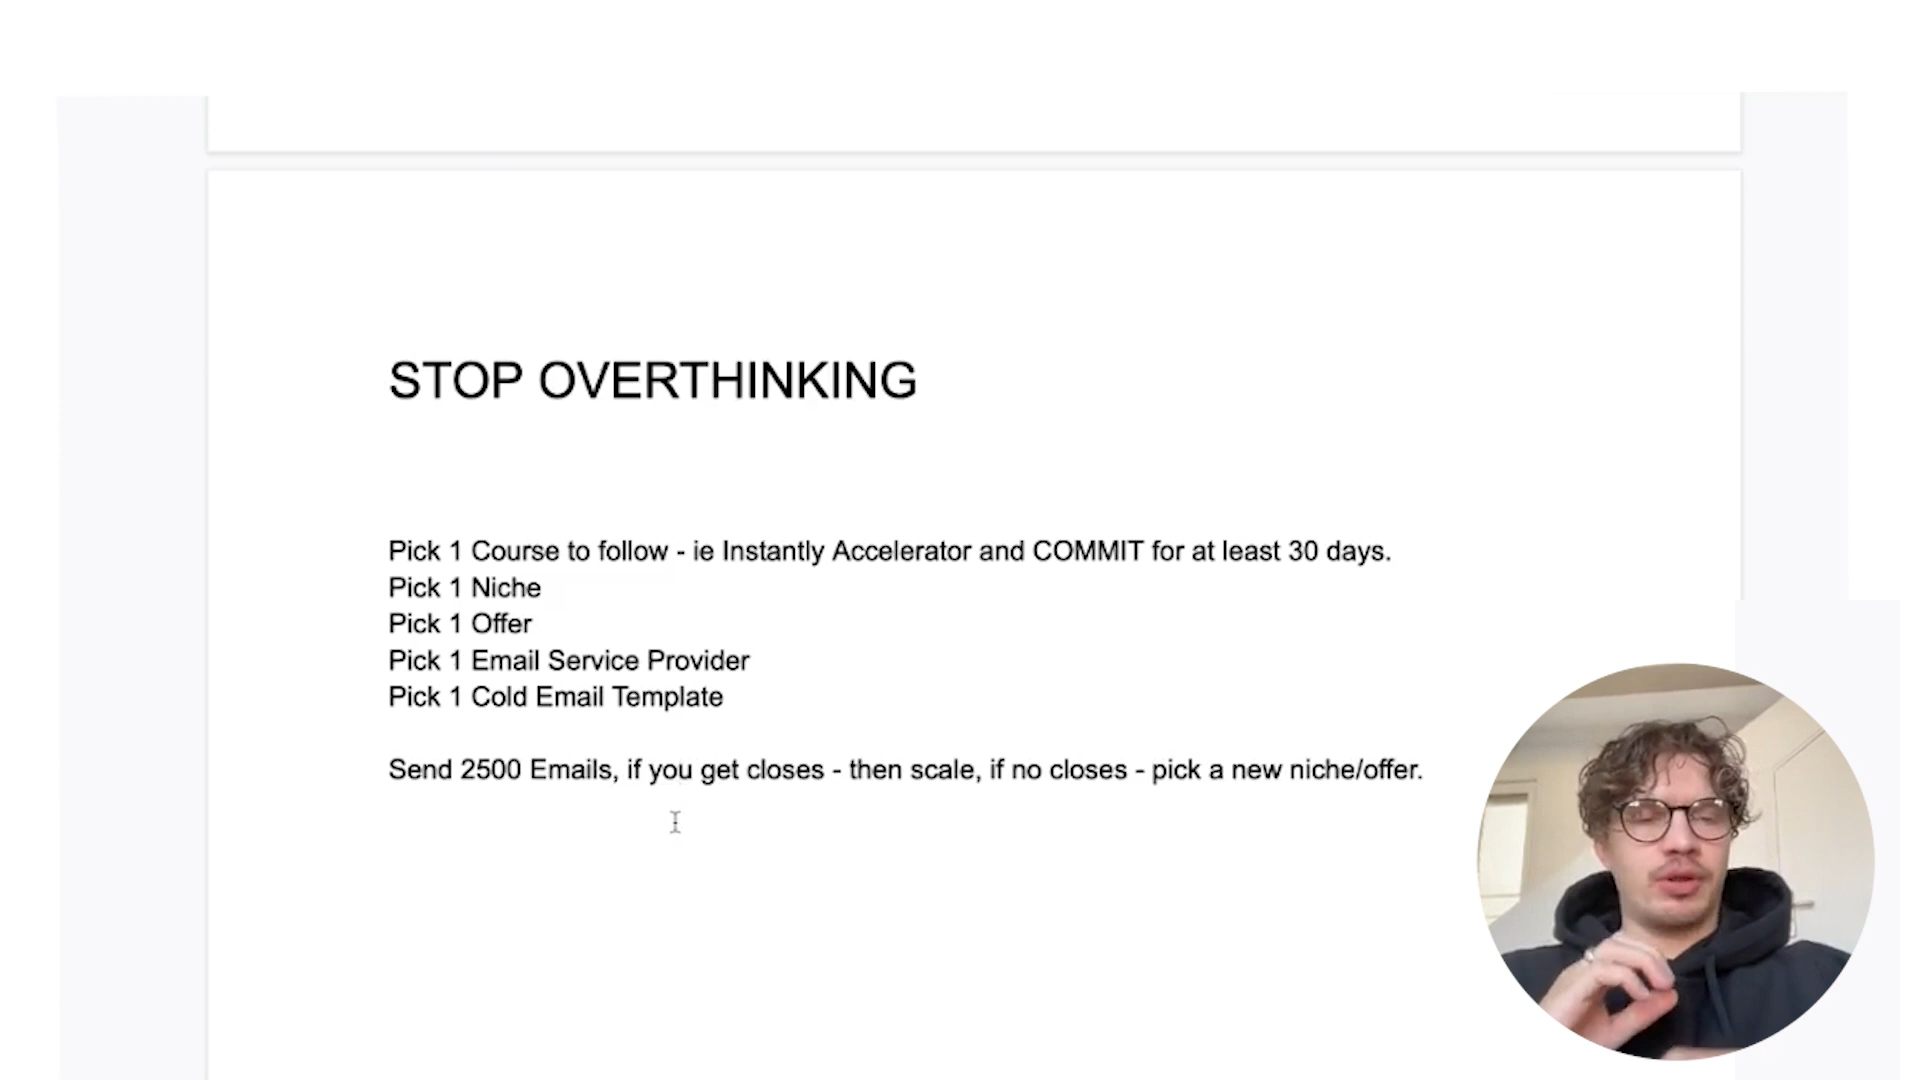 STOP OVERTHINKING
Pick 1 Course to follow - ie Instantly Accelerator and COMMIT for at least 30 days.
Pick 1 Niche
Pick 1 Offer
Pick 1 Email Service Provider
Pick 1 Cold Email Template
Send 2500 Emails, if you get closes - then scale, if no closes - pick a new niche/offer.